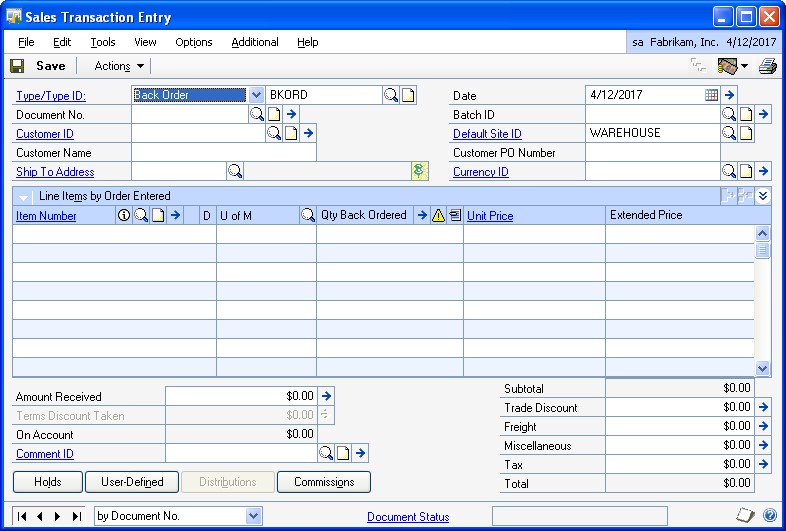 Sales Transaction Entry
File Edit Tools View Options Additional Help sa Fabrikam, Inc. 4/12/2017
Save Actions
Type/Type ID: Back Order BKORD Date 4/12/2017
Document No. Batch ID
Customer ID Default Site ID WAREHOUSE
Customer Name Customer PO Number
Ship To Address Currency ID
Line Items by Order Entered
Item Number D U of M Qty Back Ordered Unit Price Extended Price
Subtotal $0.00
Amount Received $0.00 Trade Discount $0.00
Terms Discount Taken $0.00 Freight $0.00
On Account $0.00 Miscellaneous $0.00
Comment ID Tax $0.00
Holds User-Defined Distributions Commissions Total $0.00
by Document No. Document Status